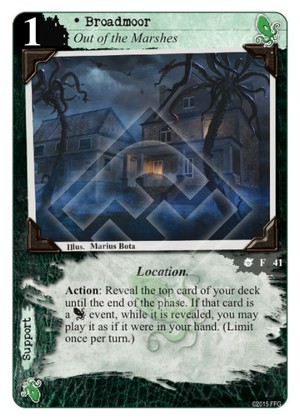 1
• Broadmoor
Out of the Marshes
Illus. Marius Bota
F 41
Location.
Action: Reveal the top card of your deck
until the end of the phase. If that card is
a event, while it is revealed, you may
play it as if it were in your hand. (Limit
once per turn.)
Support
©2015 FFG